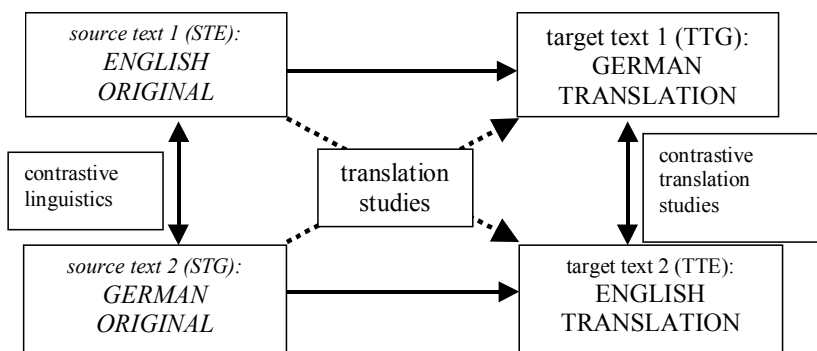 source text 1 (STE):
ENGLISH
ORIGINAL
target text 1 (TTG):
GERMAN
TRANSLATION
contrastive
linguistics
translation
studies
contrastive
translation
studies
source text 2 (STG):
GERMAN
ORIGINAL
target text 2 (TTE):
ENGLISH
TRANSLATION